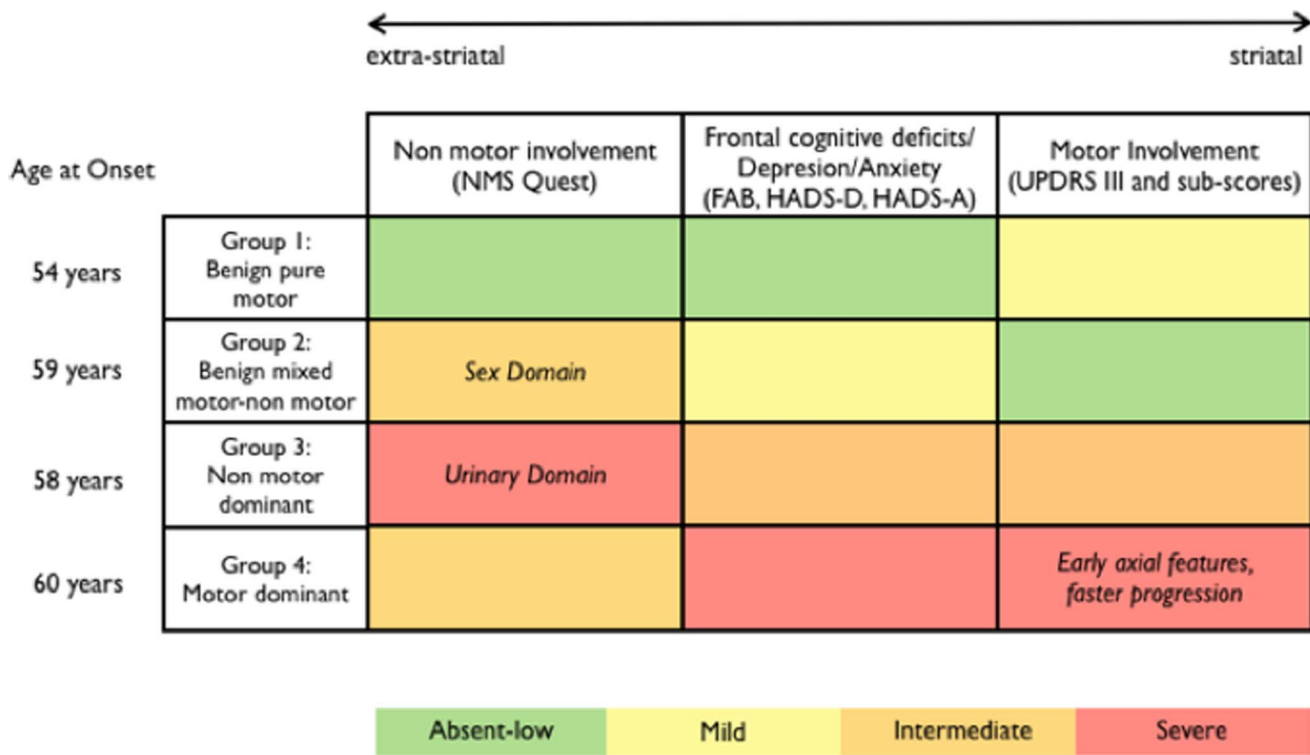 extra-striatal striatal
Age at Onset
Non motor involvement
(NMS Quest)
Frontal cognitive deficits/
Depresion/Anxiety
(FAB, HADS-D, HADS-A)
Motor Involvement
(UPDRS III and sub-scores)
54 years
Group 1:
Benign pure
motor
59 years
Group 2:
Benign mixed
motor-non motor
Sex Domain
58 years
Group 3:
Non motor
dominant
Urinary Domain
60 years
Group 4:
Motor dominant
Early axial features,
faster progression
Absent-low Mild Intermediate Severe